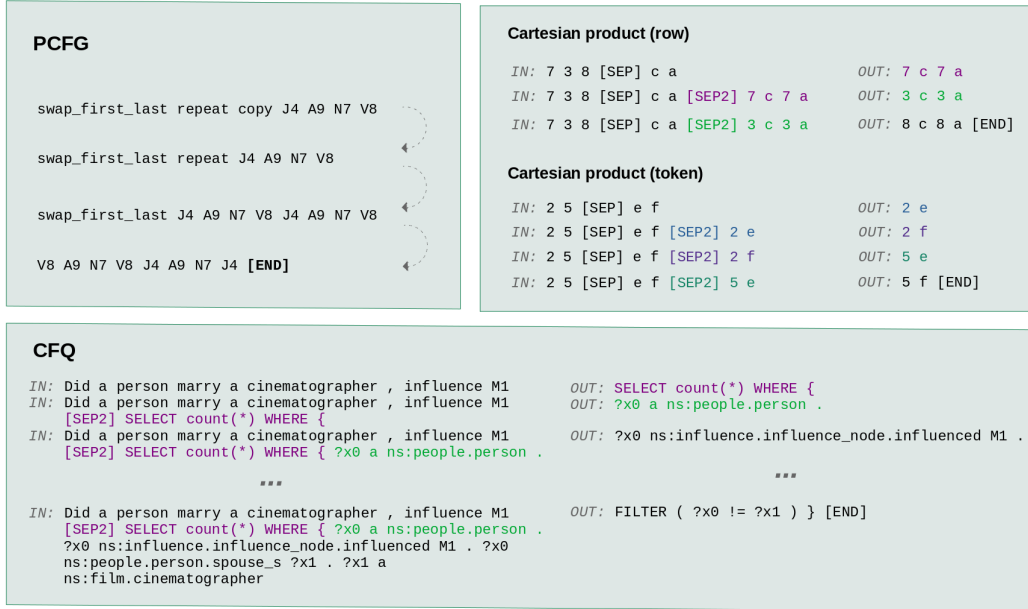 PCFG
swap_first_last repeat copy J4 A9 N7 V8
swap_first_last repeat J4 A9 N7 V8
swap_first_last J4 A9 N7 V8 J4 A9 N7 V8
V8 A9 N7 V8 J4 A9 N7 J4 [END]
Cartesian product (row)
IN: 7 3 8 [SEP] c a OUT: 7 c 7 a
IN: 7 3 8 [SEP] c a [SEP2] 7 c 7 a OUT: 3 c 3 a
IN: 7 3 8 [SEP] c a [SEP2] 3 c 3 a OUT: 8 c 8 a [END]
Cartesian product (token)
IN: 2 5 [SEP] e f OUT: 2 e
IN: 2 5 [SEP] e f [SEP2] 2 e OUT: 2 f
IN: 2 5 [SEP] e f [SEP2] 2 f OUT: 5 e
IN: 2 5 [SEP] e f [SEP2] 5 e OUT: 5 f [END]
CFQ
IN: Did a person marry a cinematographer , influence M1 OUT: SELECT count(*) WHERE {
IN: Did a person marry a cinematographer , influence M1 OUT: ?x0 a ns:people.person .
[SEP2] SELECT count(*) WHERE {
IN: Did a person marry a cinematographer , influence M1 OUT: ?x0 ns:influence.influence_node.influenced M1 .
[SEP2] SELECT count(*) WHERE { ?x0 a ns:people.person .
... ...
IN: Did a person marry a cinematographer , influence M1 OUT: FILTER ( ?x0 != ?x1 ) } [END]
[SEP2] SELECT count(*) WHERE { ?x0 a ns:people.person .
?x0 ns:influence.influence_node.influenced M1 . ?x0
ns:people.person.spouse_s ?x1 . ?x1 a
ns:film.cinematographer